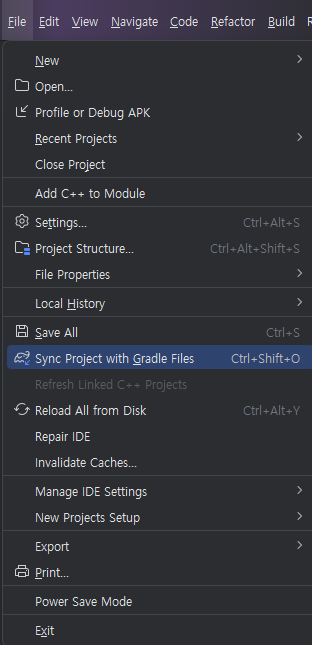 File Edit View Navigate Code Refactor Build
New
Open...
Profile or Debug APK
Recent Projects
Close Project
Add C++ to Module
Settings... Ctrl+Alt+S
Project Structure... Ctrl+Alt+Shift+S
File Properties
Local History
Save All Ctrl+S
Sync Project with Gradle Files Ctrl+Shift+O
Refresh Linked C++ Projects
Reload All from Disk Ctrl+Alt+Y
Repair IDE
Invalidate Caches...
Manage IDE Settings
New Projects Setup
Export
Print...
Power Save Mode
Exit